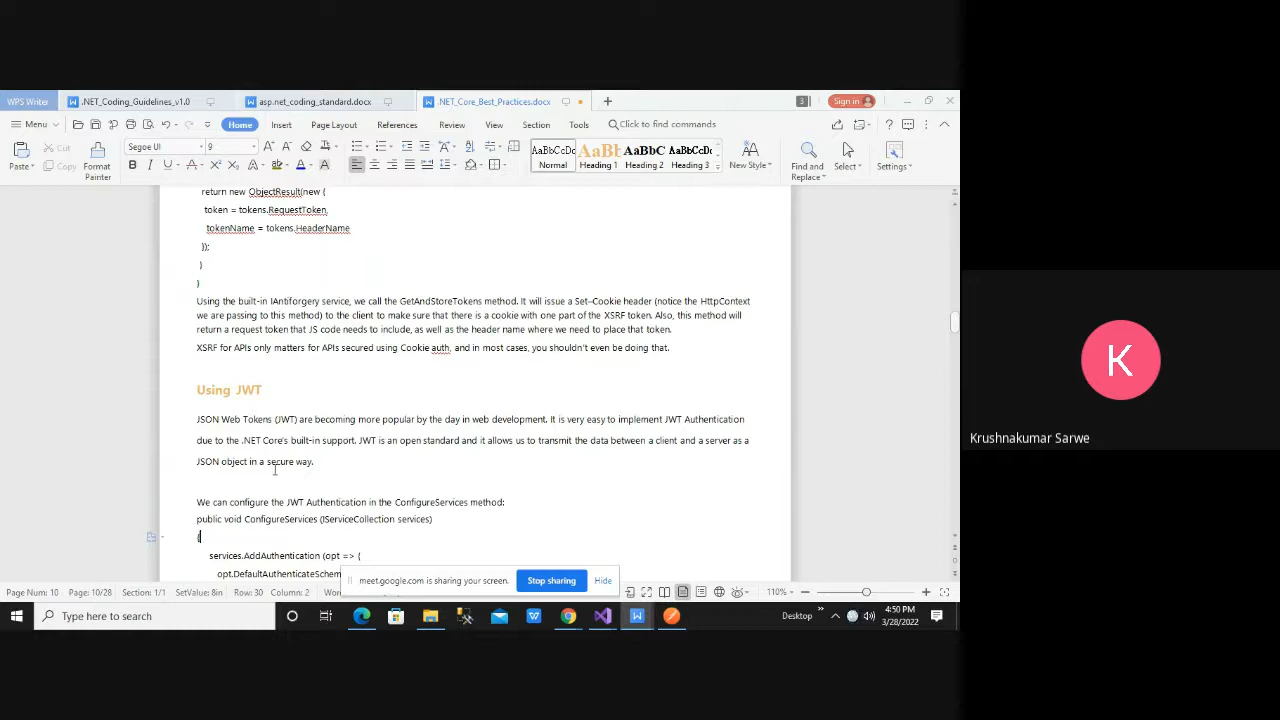 WPS Writer
.NET_Coding_Guidelines_v1.0
asp.net_coding_standard.docx
.NET_Core_Best_Practices.docx
3
Sign in
Menu
Home
Insert
Page Layout
References
Review
View
Section
Tools
Click to find commands
Paste
Cut
Copy
Format Painter
Segoe UI
9
AaBbCcDc
Normal
AaBb
Heading 1
AaBbC
Heading 2
AaBbCcD
Heading 3
New Style
Find and Replace
Select
Settings
return new ObjectResult(new {
token = tokens.RequestToken,
tokenName = tokens.HeaderName
});
}
}
Using the built-in IAntiforgery service, we call the GetAndStoreTokens method. It will issue a Set–Cookie header (notice the HttpContext
we are passing to this method) to the client to make sure that there is a cookie with one part of the XSRF token. Also, this method will
return a request token that JS code needs to include, as well as the header name where we need to place that token.
XSRF for APIs only matters for APIs secured using Cookie auth, and in most cases, you shouldn't even be doing that.
Using JWT
JSON Web Tokens (JWT) are becoming more popular by the day in web development. It is very easy to implement JWT Authentication
due to the .NET Core's built-in support. JWT is an open standard and it allows us to transmit the data between a client and a server as a
JSON object in a secure way.
We can configure the JWT Authentication in the ConfigureServices method:
public void ConfigureServices (IServiceCollection services)
{
services.AddAuthentication (opt => {
opt.DefaultAuthenticateSchem
meet.google.com is sharing your screen.
Stop sharing
Hide
K
Krushnakumar Sarwe
Page Num: 10
Page: 10/28
Section: 1/1
SetValue: 8in
Row: 30
Column: 2
110%
Type here to search
Desktop
4:50 PM
3/28/2022